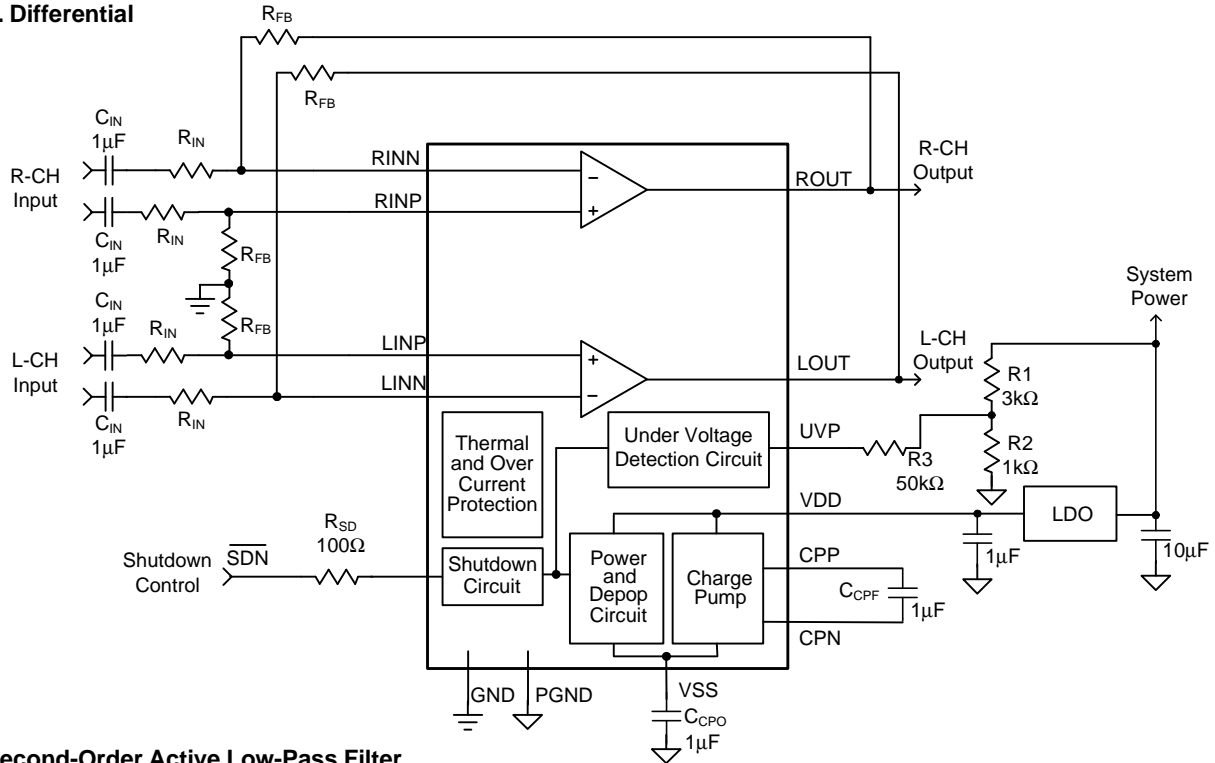 . Differential
RFB
RFB
CIN
1µF
RIN
R-CH
Input
RINN
RINP
−
+
ROUT
R-CH
Output
CIN
1µF
RIN
RFB
CIN
1µF
RIN
RFB
L-CH
Input
LINP
LINN
+
−
LOUT
L-CH
Output
CIN
1µF
RIN
System
Power
R1
3kΩ
R2
1kΩ
UVP
R3
50kΩ
Thermal
and Over
Current
Protection
Under Voltage
Detection Circuit
VDD
LDO
1µF
10µF
Shutdown
Control
SDN
RSD
100Ω
Shutdown
Circuit
Power
and
Depop
Circuit
Charge
Pump
CPP
CCPF
1µF
CPN
GND
PGND
VSS
CCPO
1µF
econd-Order Active Low-Pass Filter